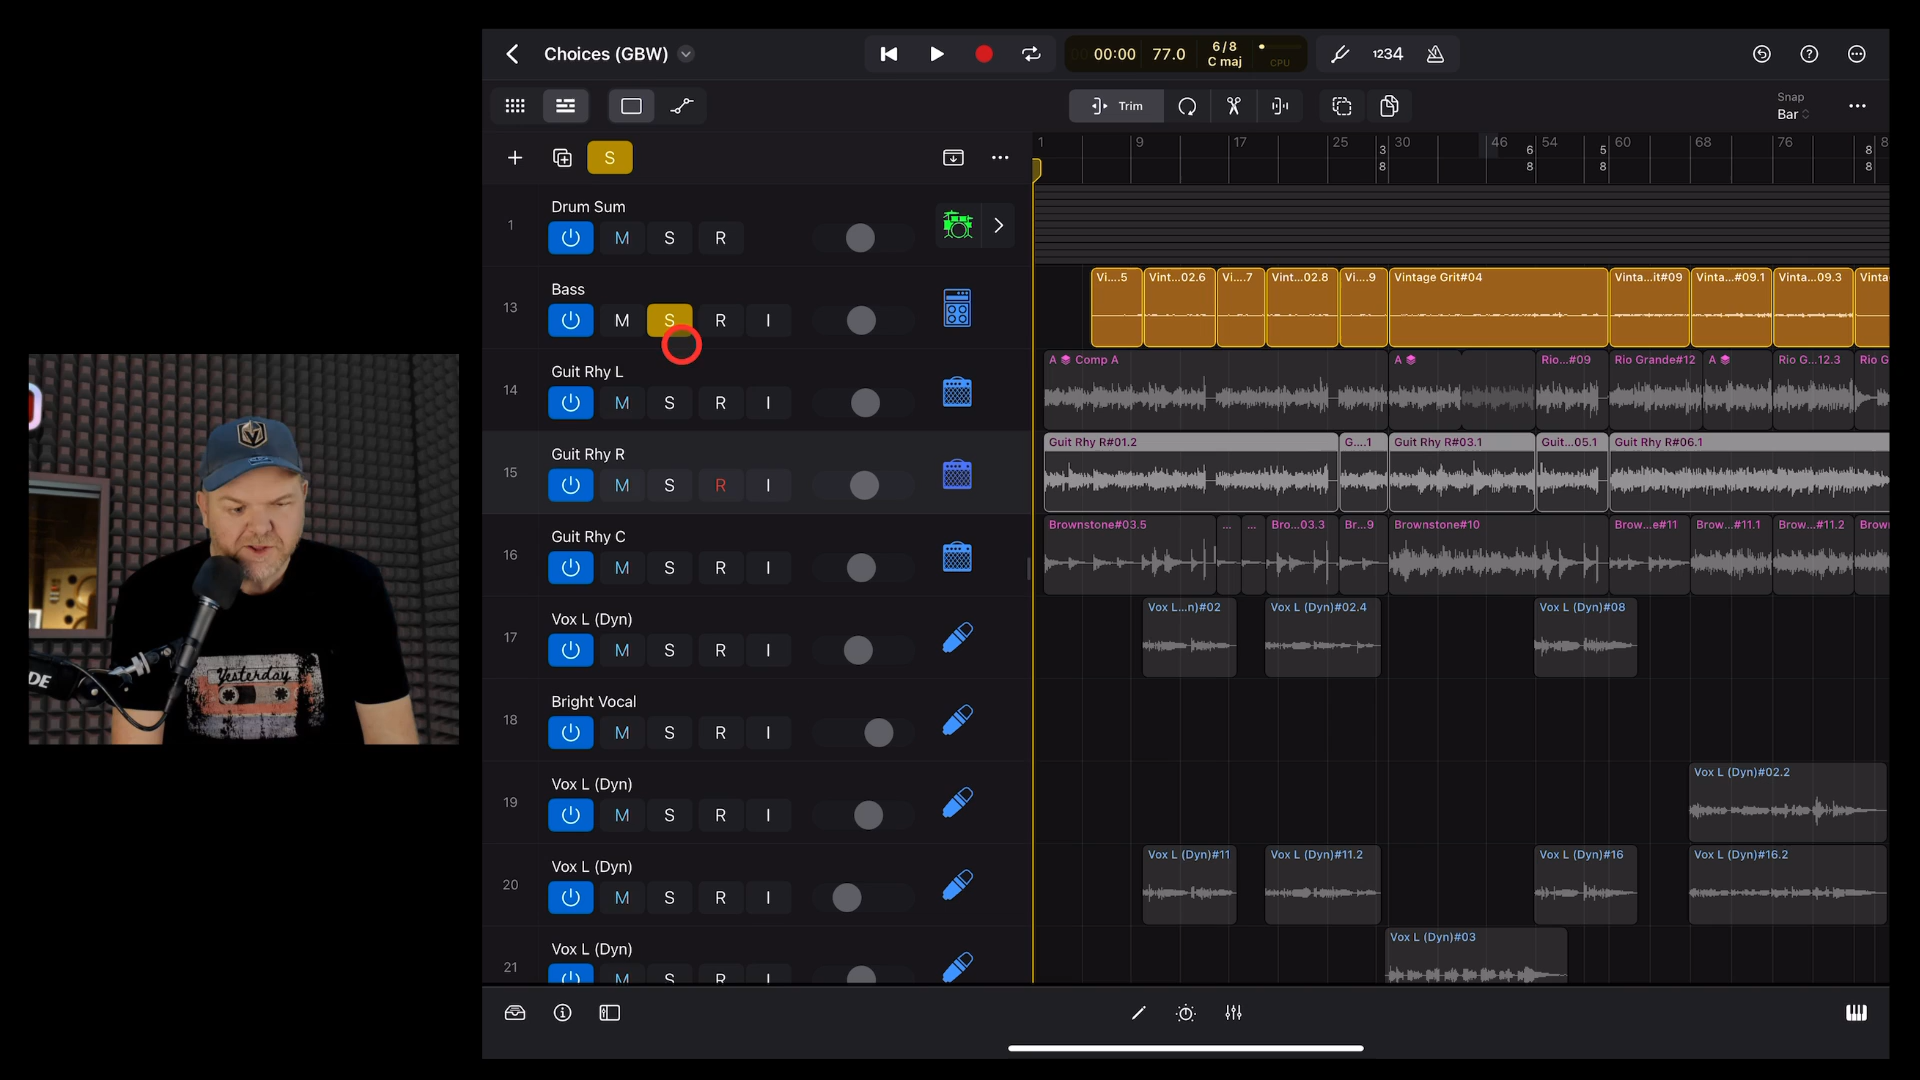 Choices (GBW)
00:00 77.0 6/8 C maj CPU
1234
Trim
Snap
Bar
S
1 9 17 25 30 46 54 60 68 76 8
3 8 6 8 5 8 8 8
1 Drum Sum
M S R
13 Bass
M S R I
Vi...5 Vint...02.6 Vi....7 Vint...02.8 Vi....9 Vintage Grit#04 Vinta...it#09 Vinta...#09.1 Vinta...09.3 Vinta
14 Guit Rhy L
M S R I
A Comp A A Rio...#09 Rio Grande#12 A Rio G...12.3 Rio G
15 Guit Rhy R
M S R I
Guit Rhy R#01.2 G....1 Guit Rhy R#03.1 Guit...05.1 Guit Rhy R#06.1
16 Guit Rhy C
M S R I
Brownstone#03.5 ... ... Bro...03.3 Br...9 Brownstone#10 Brow...e#11 Brow...#11.1 Brow...#11.2 Brown
17 Vox L (Dyn)
M S R I
Vox L...n)#02 Vox L (Dyn)#02.4 Vox L (Dyn)#08
18 Bright Vocal
M S R I
19 Vox L (Dyn)
M S R I
Vox L (Dyn)#02.2
20 Vox L (Dyn)
M S R I
Vox L (Dyn)#11 Vox L (Dyn)#11.2 Vox L (Dyn)#16 Vox L (Dyn)#16.2
21 Vox L (Dyn)
M S R I
Vox L (Dyn)#03
Yesterday
DE